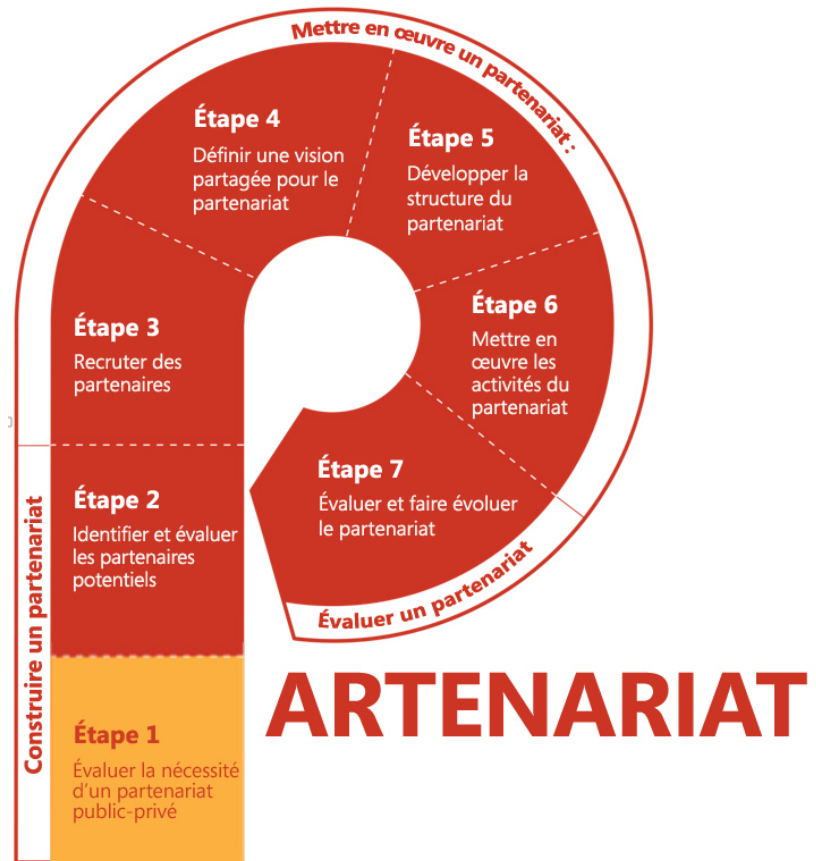 Mettre en œuvre un partenariat :
Étape 4
Définir une vision
partagée pour le
partenariat
Étape 5
Développer la
structure du
partenariat
Étape 3
Recruter des
partenaires
Étape 6
Mettre en
œuvre les
activités du
partenariat
Étape 7
Évaluer et faire évoluer
le partenariat
Étape 2
Identifier et évaluer
les partenaires
potentiels
Évaluer un partenariat
Construire un partenariat
ARTENARIAT
Étape 1
Évaluer la nécessité
d'un partenariat
public-privé